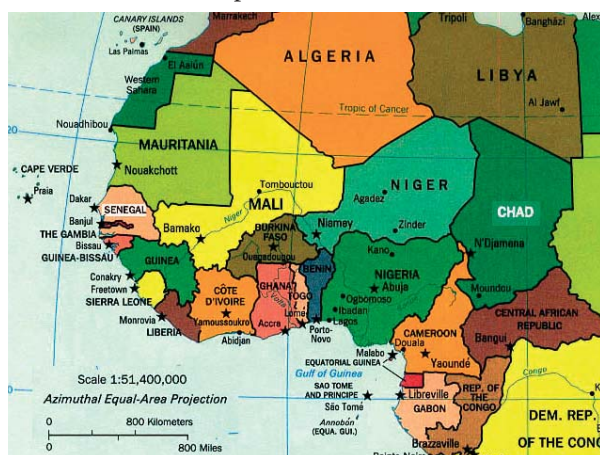 CANARY ISLANDS
(SPAIN)
Las Palmas
Marrakech
Tripoli
Banghāzī
El Aaiún
Western
Sahara
ALGERIA
LIBYA
Al Jawf
Tropic of Cancer
20
Nouadhibou
MAURITANIA
Nouakchott
CAPE VERDE
Praia
Tombouctou
MALI
NIGER
Agadez
CHAD
Dakar
SENEGAL
Niger
Niamey
Zinder
Banjul
THE GAMBIA
Bissau
GUINEA-BISSAU
Bamako
BURKINA
FASO
Ouagadougou
Kano
N'Djamena
GUINEA
BENIN
NIGERIA
Abuja
Moundou
Conakry
Freetown
SIERRA LEONE
CÔTE
D'IVOIRE
GHANA
Volta
TOGO
Ogbomoso
Ibadan
Lagos
CENTRAL AFRICAN
REPUBLIC
Monrovia
LIBERIA
Yamoussoukro
Accra
Lomé
Porto-
Novo
Abidjan
CAMEROON
Douala
Bangui
Malabo
Yaoundé
EQUATORIAL GUINEA
Gulf of Guinea
Scale 1:51,400,000
Azimuthal Equal-Area Projection
SAO TOME
AND PRINCIPE
São Tomé
Libreville
GABON
REP. OF
THE
CONGO
Congo
0
DEM. REP.
OF THE CONG
Annobón
(EQUA. GUI.)
Brazzaville
0 800 Kilometers
0 800 Miles